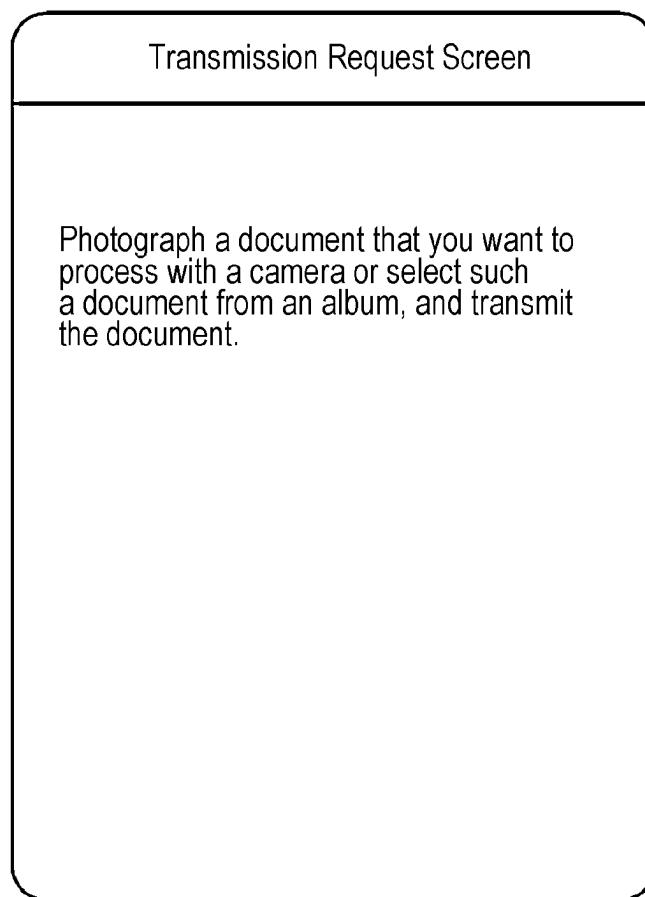 Transmission Request Screen
Photograph a document that you want to
process with a camera or select such
a document from an album, and transmit
the document.